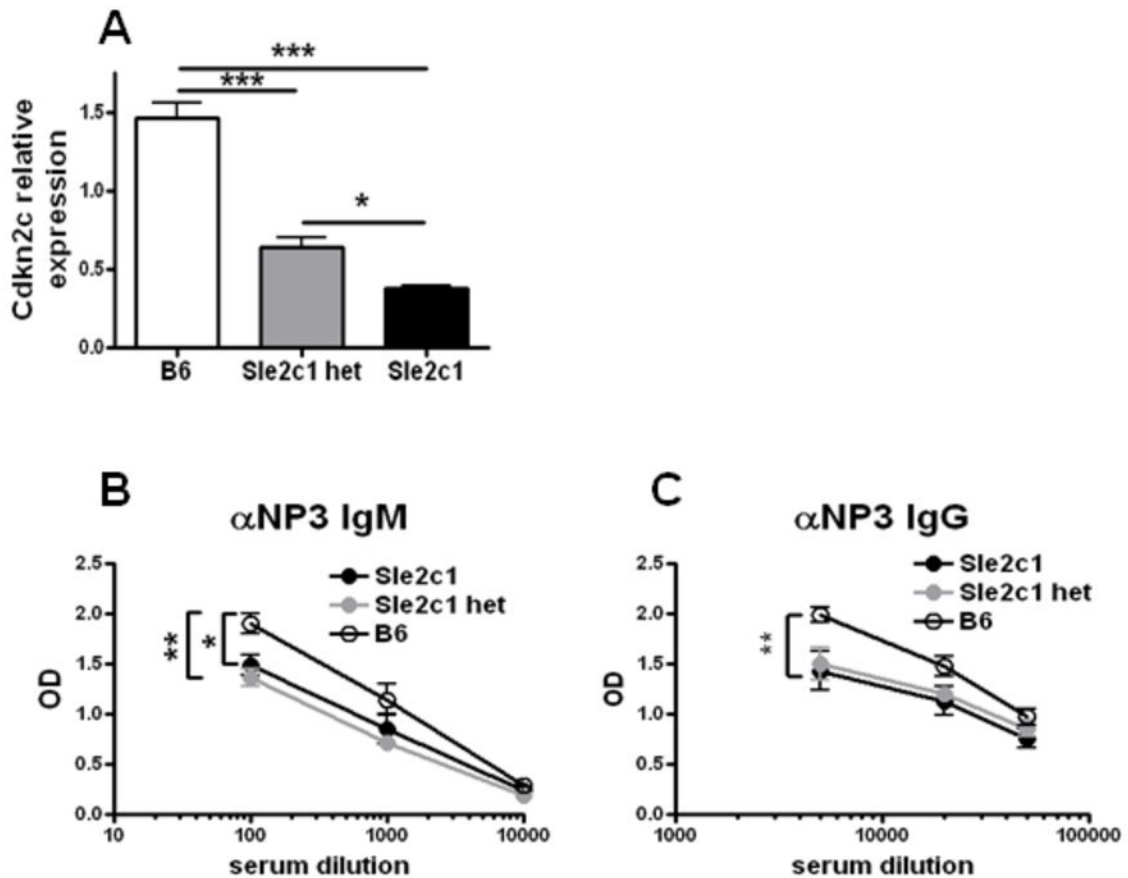 A
***
***
*
Cdkn2c relative
expression
1.5
1.0
0.5
0.0
B6 Sle2c1 het Sle2c1
B
αNP3 IgM
2.5
2.0
1.5
1.0
0.5
0.0
OD
**
*
Sle2c1
Sle2c1 het
B6
10 100 1000 10000
serum dilution
C
αNP3 IgG
2.5
2.0
1.5
1.0
0.5
0.0
OD
**
Sle2c1
Sle2c1 het
B6
1000 10000 100000
serum dilution